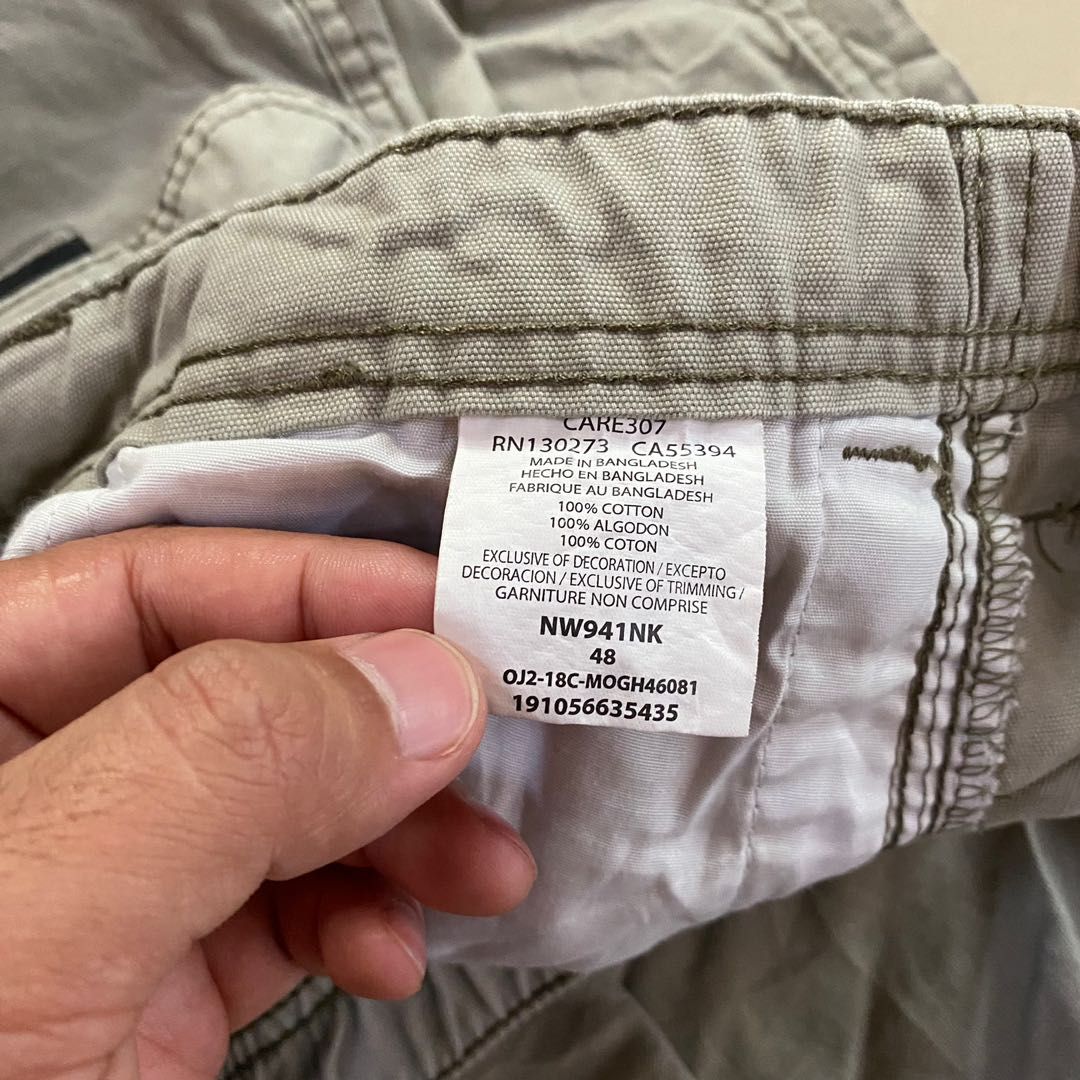 CARE307
RN130273 CA55394
MADE IN BANGLADESH
HECHO EN BANGLADESH
FABRIQUE AU BANGLADESH
100% COTTON
100% ALGODON
100% COTON
EXCLUSIVE OF DECORATION / EXCEPTO
DECORACION / EXCLUSIVE OF TRIMMING /
GARNITURE NON COMPRISE
NW941NK
48
OJ2-18C-MOGH46081
191056635435